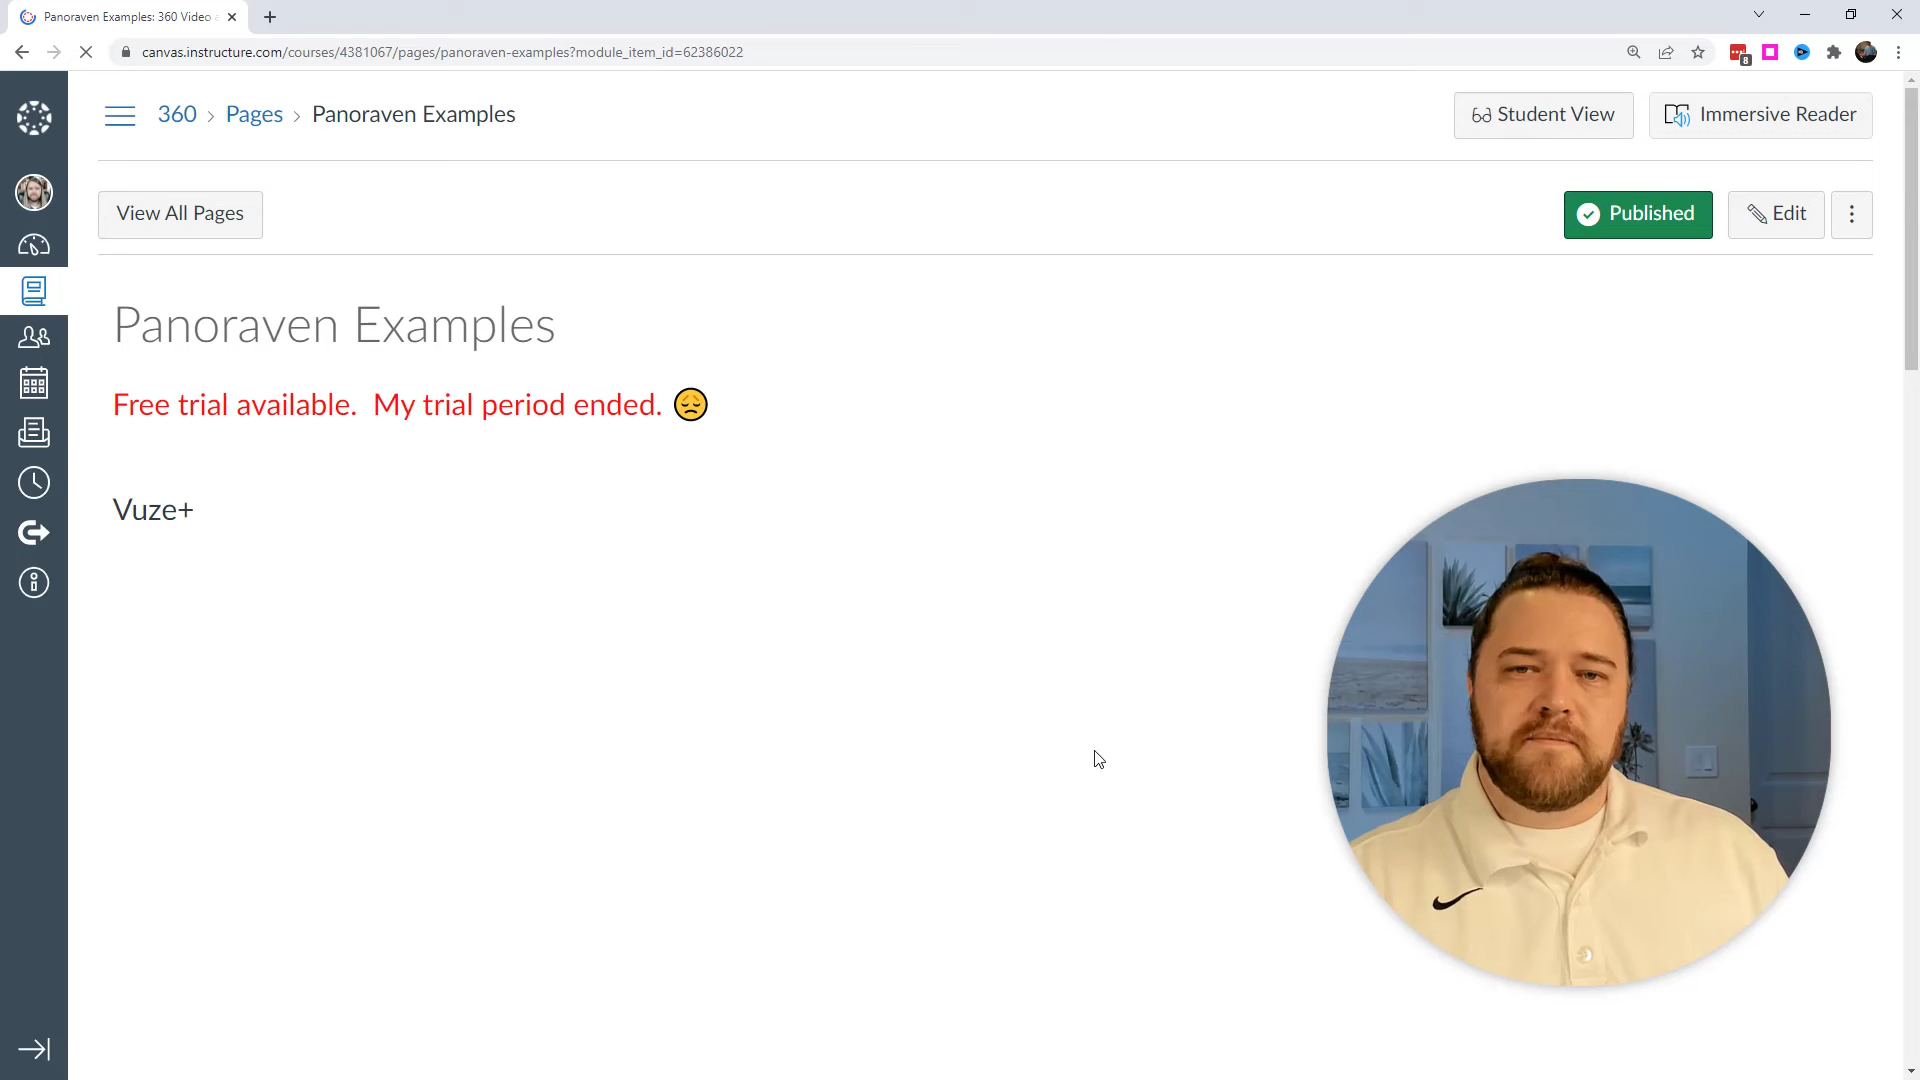 Panoraven Examples: 360 Video
canvas.instructure.com/courses/4381067/pages/panoraven-examples?module_item_id=62386022
8
360 > Pages > Panoraven Examples
Student View
Immersive Reader
View All Pages
Published
Edit
Panoraven Examples
Free trial available. My trial period ended. 😞
Vuze+